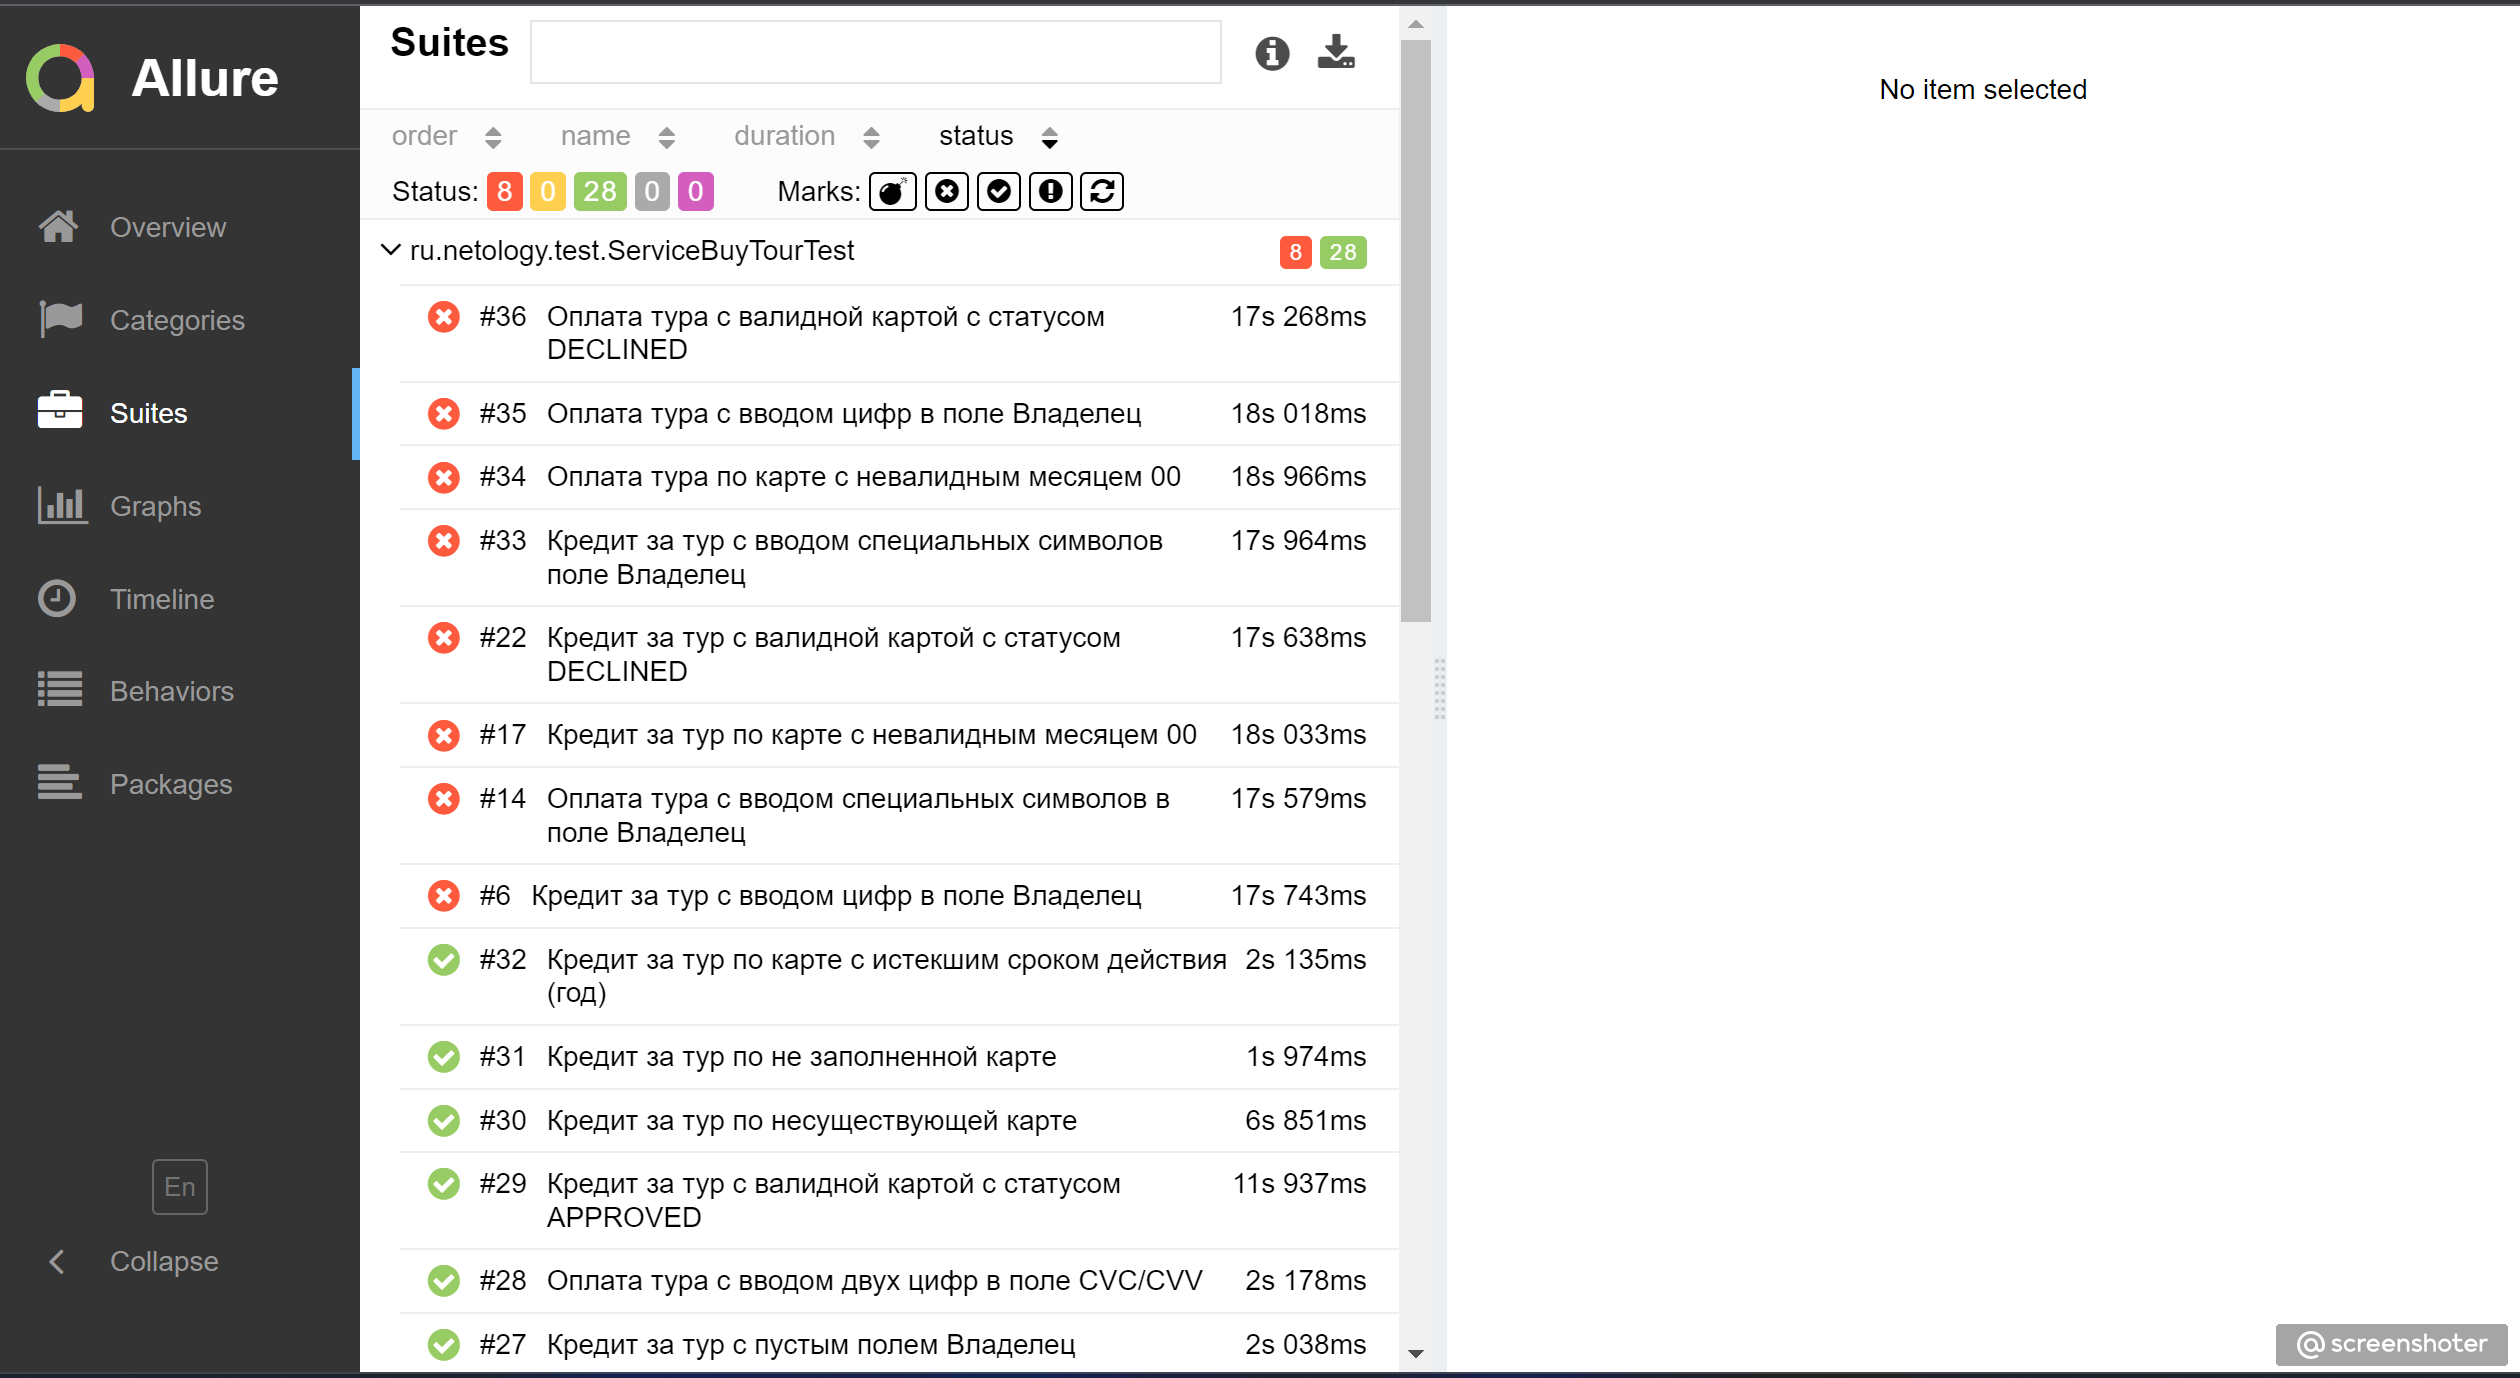 Allure
Overview
Categories
Suites
Graphs
Timeline
Behaviors
Packages
En
Collapse
Suites
order name duration status
Status: 8 0 28 0 0 Marks:
ru.netology.test.ServiceBuyTourTest 8 28
#36 Оплата тура с валидной картой с статусом 17s 268ms
DECLINED
#35 Оплата тура с вводом цифр в поле Владелец 18s 018ms
#34 Оплата тура по карте с невалидным месяцем 00 18s 966ms
#33 Кредит за тур с вводом специальных символов 17s 964ms
поле Владелец
#22 Кредит за тур с валидной картой с статусом 17s 638ms
DECLINED
#17 Кредит за тур по карте с невалидным месяцем 00 18s 033ms
#14 Оплата тура с вводом специальных символов в 17s 579ms
поле Владелец
#6 Кредит за тур с вводом цифр в поле Владелец 17s 743ms
#32 Кредит за тур по карте с истекшим сроком действия 2s 135ms
(год)
#31 Кредит за тур по не заполненной карте 1s 974ms
#30 Кредит за тур по несуществующей карте 6s 851ms
#29 Кредит за тур с валидной картой с статусом 11s 937ms
APPROVED
#28 Оплата тура с вводом двух цифр в поле CVC/CVV 2s 178ms
#27 Кредит за тур с пустым полем Владелец 2s 038ms
No item selected
@screenshoter